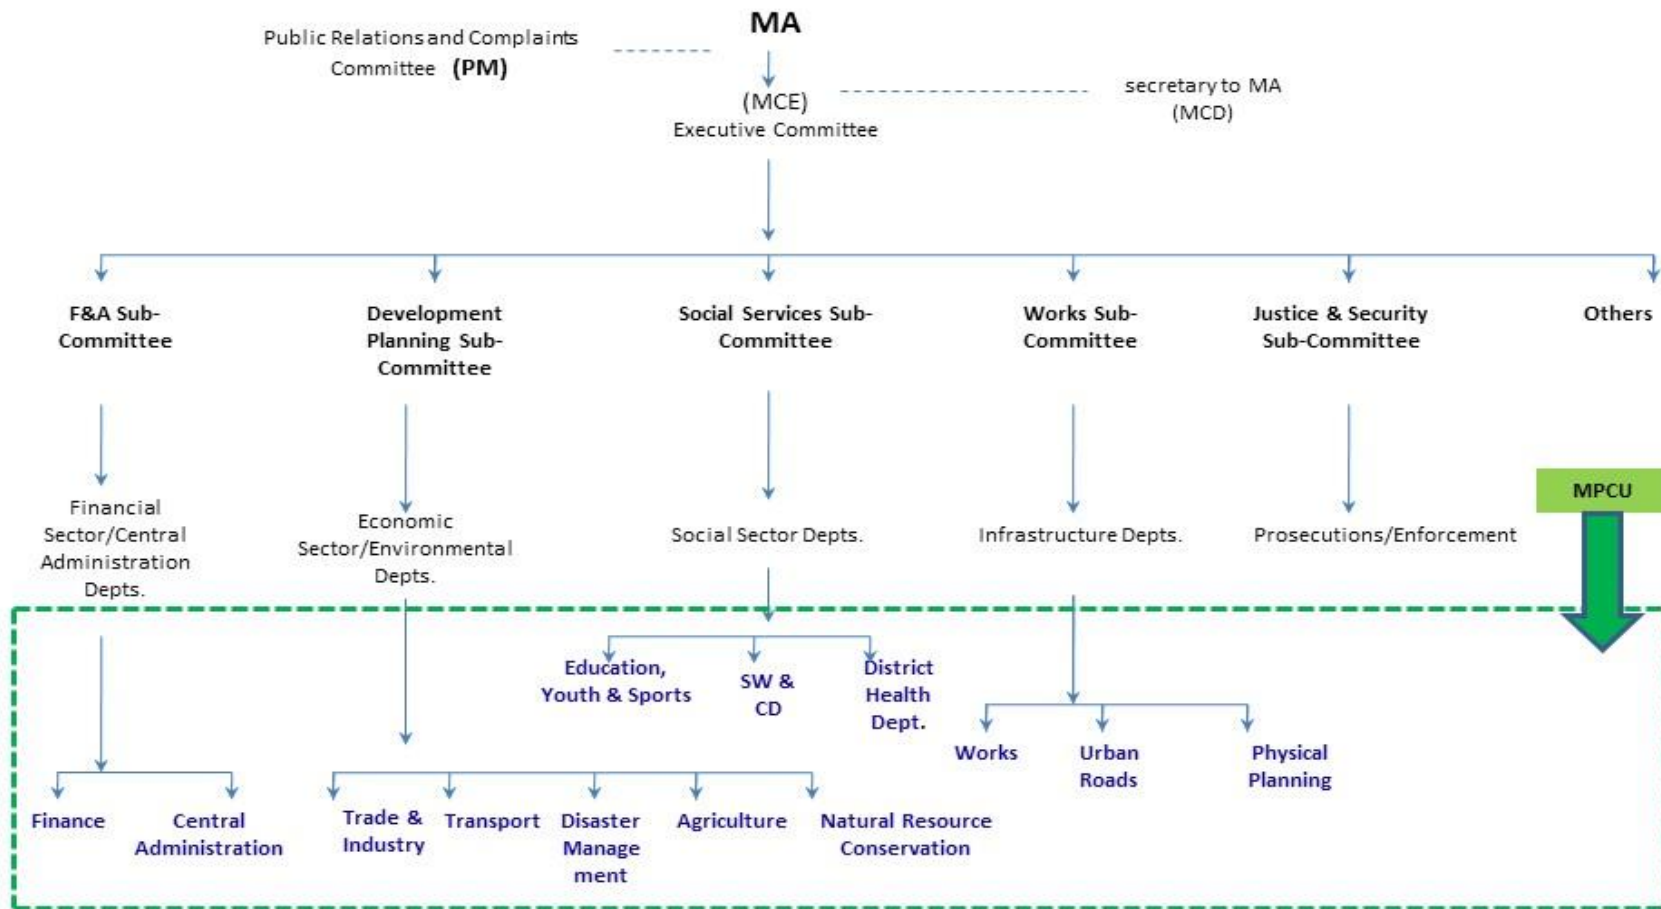 MA
Public Relations and Complaints
Committee (PM)
(MCE)
Executive Committee
secretary to MA
(MCD)
F&A Sub-
Committee
Development
Planning Sub-
Committee
Social Services Sub-
Committee
Works Sub-
Committee
Justice & Security
Sub-Committee
Others
Financial
Sector/Central
Administration
Depts.
Economic
Sector/Environmental
Depts.
Social Sector Depts.
Infrastructure Depts.
Prosecutions/Enforcement
MPCU
Education,
Youth & Sports
SW &
CD
District
Health
Dept.
Works
Urban
Roads
Physical
Planning
Finance
Central
Administration
Trade &
Industry
Transport
Disaster
Manage
ment
Agriculture
Natural Resource
Conservation